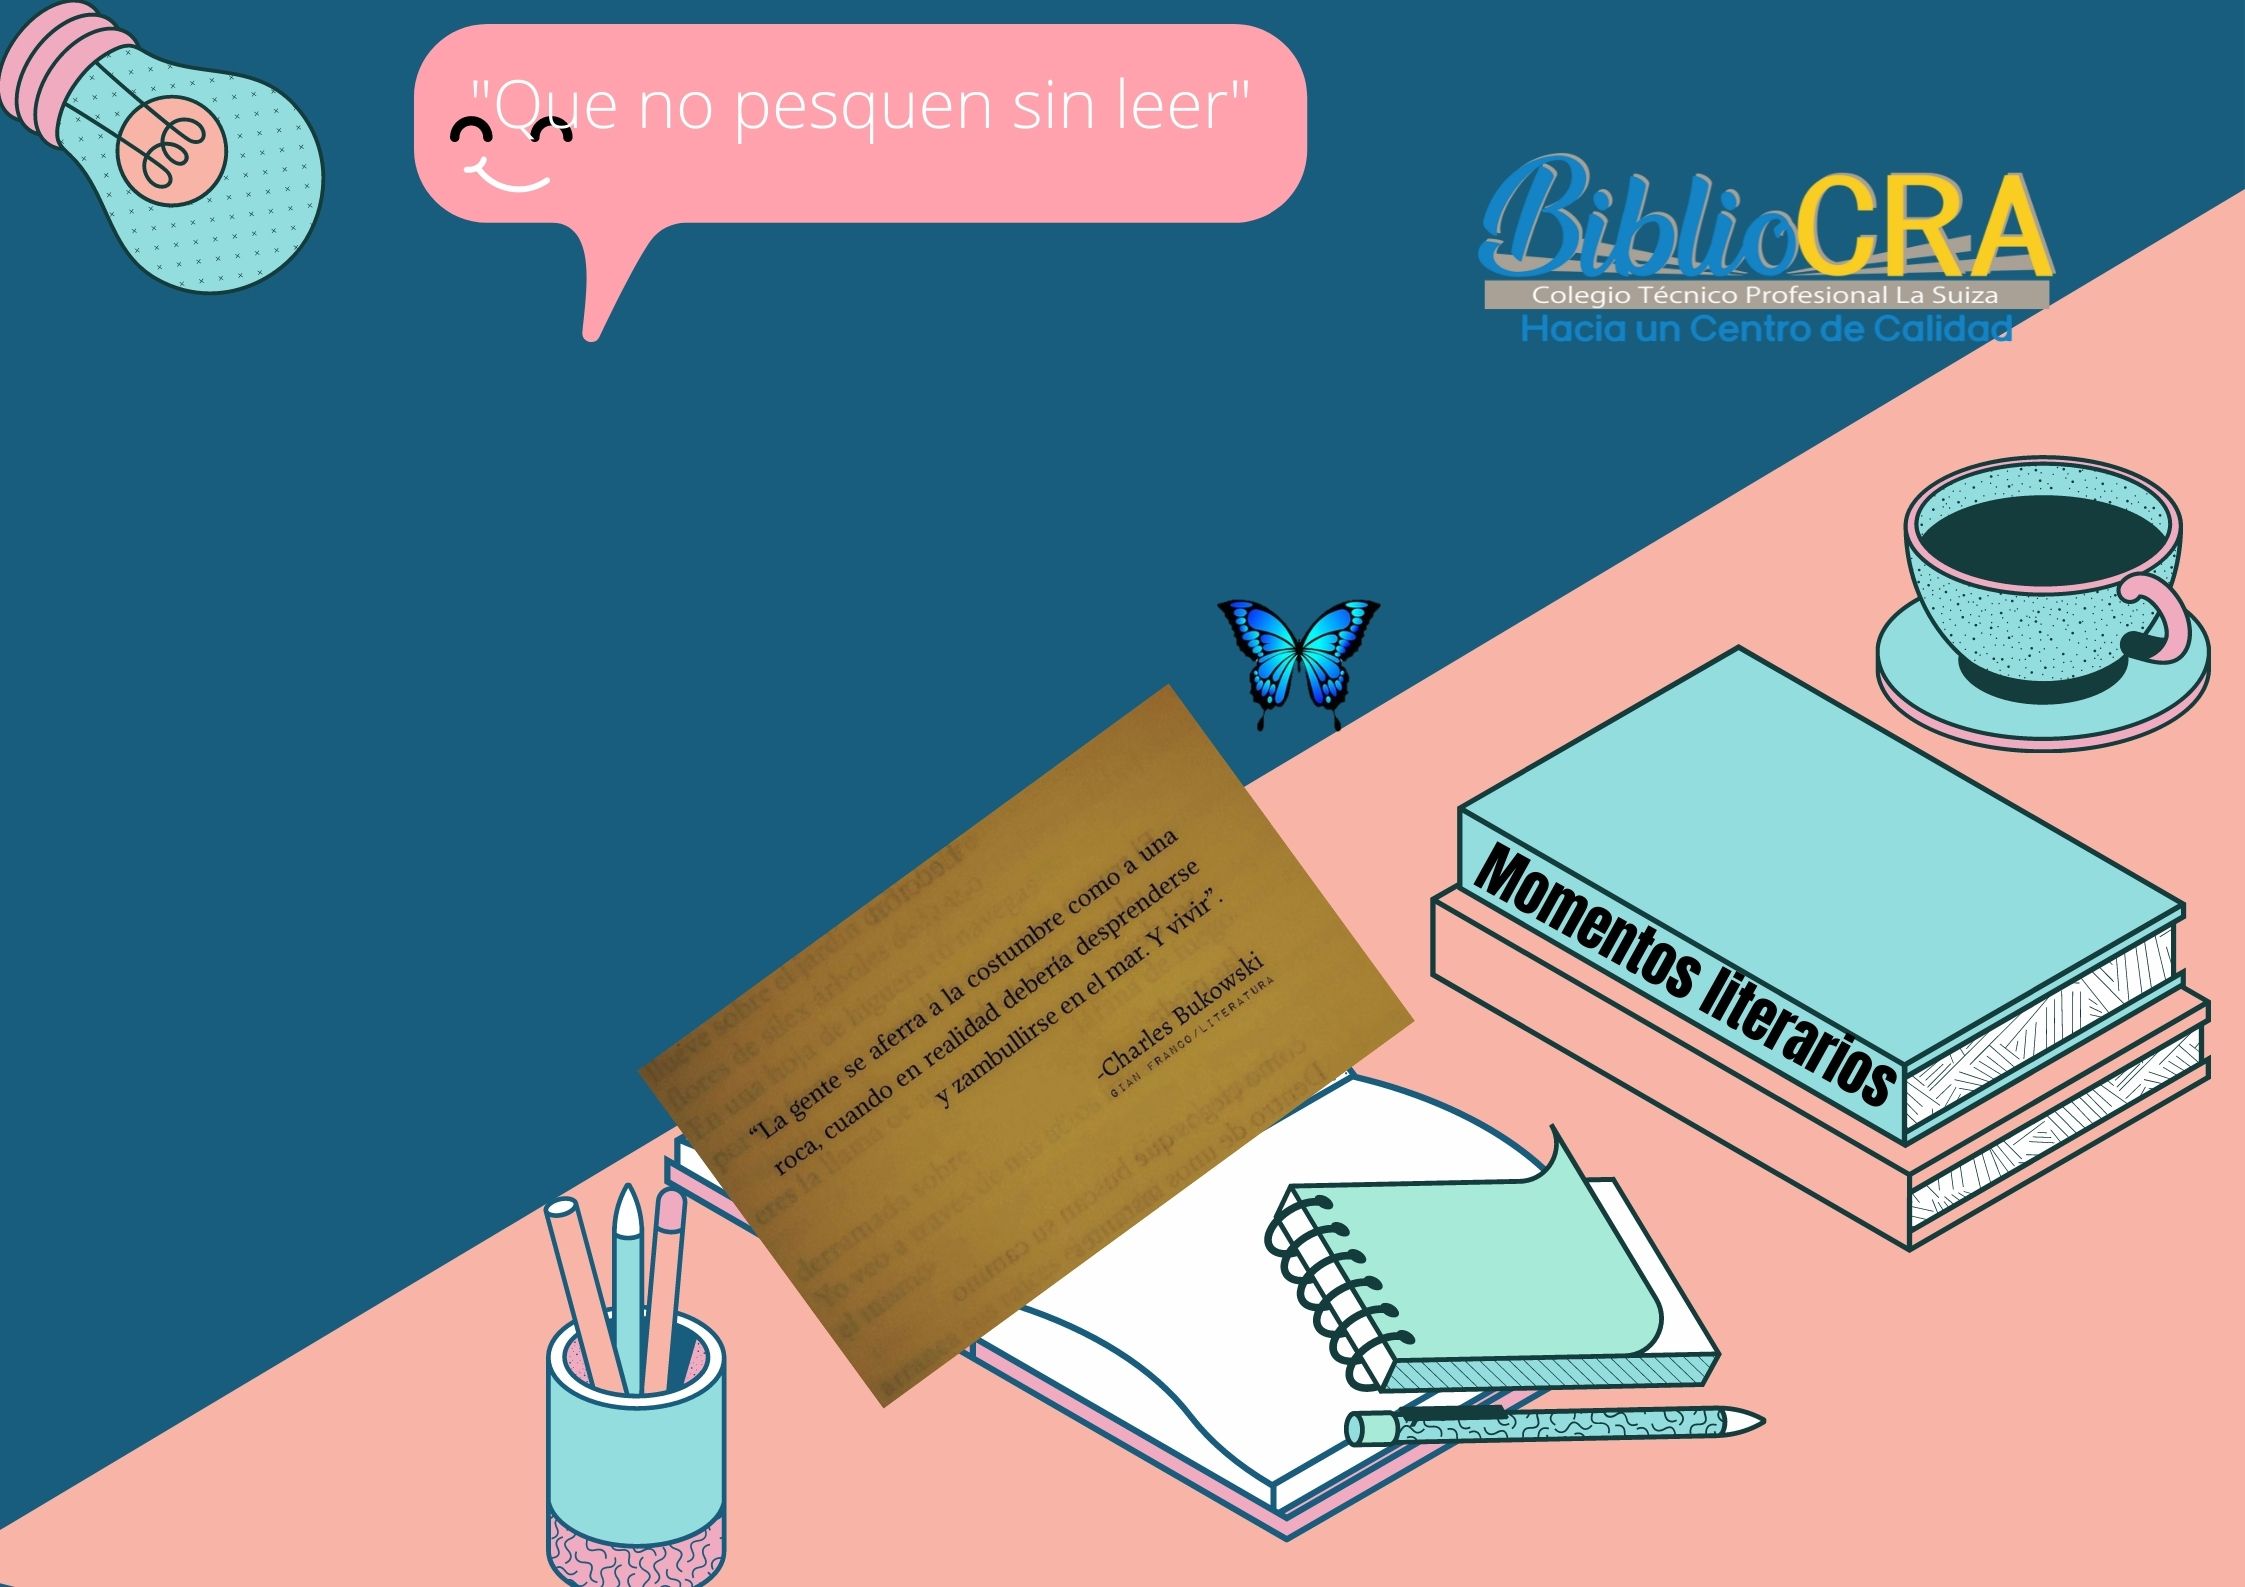 "Que no pesquen sin leer"
BiblioCRA
Colegio Técnico Profesional La Suiza
Hacia un Centro de Calidad
“La gente se aferra a la costumbre como a una
roca, cuando en realidad debería desprenderse
y zambullirse en el mar. Y vivir”.
-Charles Bukowski
GIAN FRANCO/LITERATURA
Momentos literarios